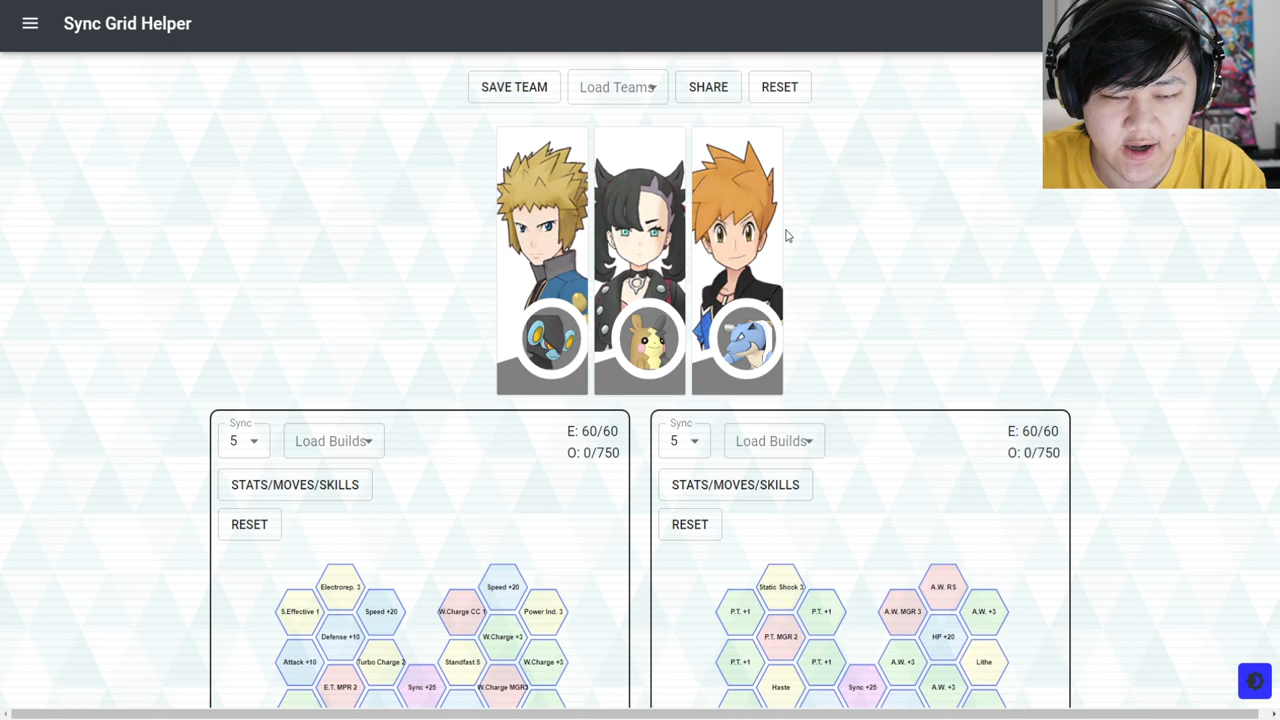 Sync Grid Helper
SAVE TEAM
Load Teams
SHARE
RESET
Sync
5
Load Builds
E: 60/60
O: 0/750
STATS/MOVES/SKILLS
RESET
Electrorep. 3
Speed +20
S.Effective 1
Speed +20
W.Charge CC 1
Power Ind. 3
Defense +10
W.Charge +3
Attack +10
Turbo Charge 2
Standfast 5
W.Charge +3
E.T. MPR 2
Sync +25
W.Charge MGR
Sync
5
Load Builds
E: 60/60
O: 0/750
STATS/MOVES/SKILLS
RESET
Static Shock 3
A.W. RS
P.T. +1
P.T. +1
A.W. MGR 3
A.W. +3
P.T. MGR 2
HP +20
P.T. +1
P.T. +1
A.W. +3
Lithe
Haste
Sync +25
A.W. +3